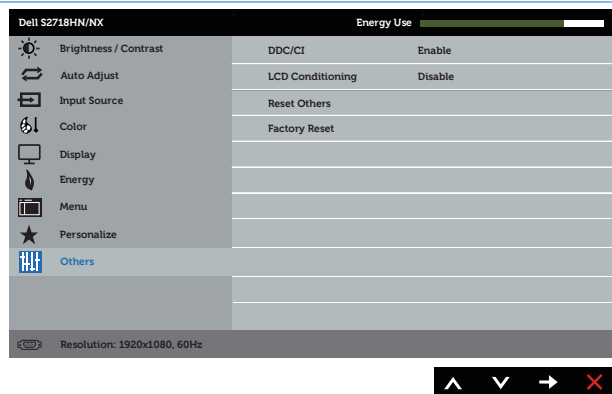 Dell S2718HN/NX Energy Use
Brightness / Contrast DDC/CI Enable
Auto Adjust LCD Conditioning Disable
Input Source Reset Others
Color Factory Reset
Display
Energy
Menu
Personalize
Others
Resolution: 1920x1080, 60Hz